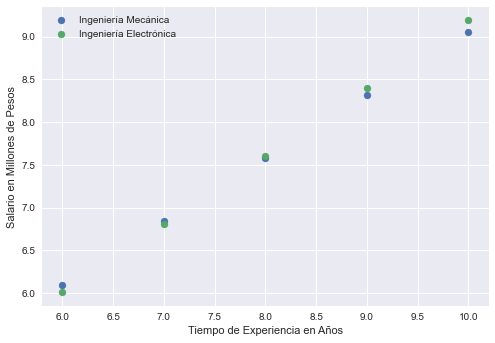 Ingeniería Mecánica
Ingeniería Electrónica
9.0
8.5
8.0
7.5
7.0
6.5
6.0
Salario en Millones de Pesos
6.0 6.5 7.0 7.5 8.0 8.5 9.0 9.5 10.0
Tiempo de Experiencia en Años